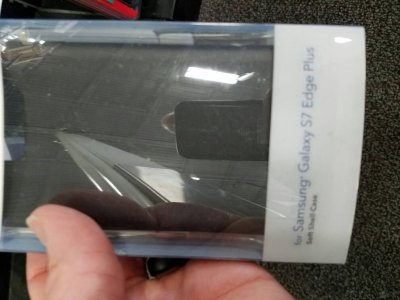 for Samsung® Galaxy S7 Edge Plus
Soft Shell Case